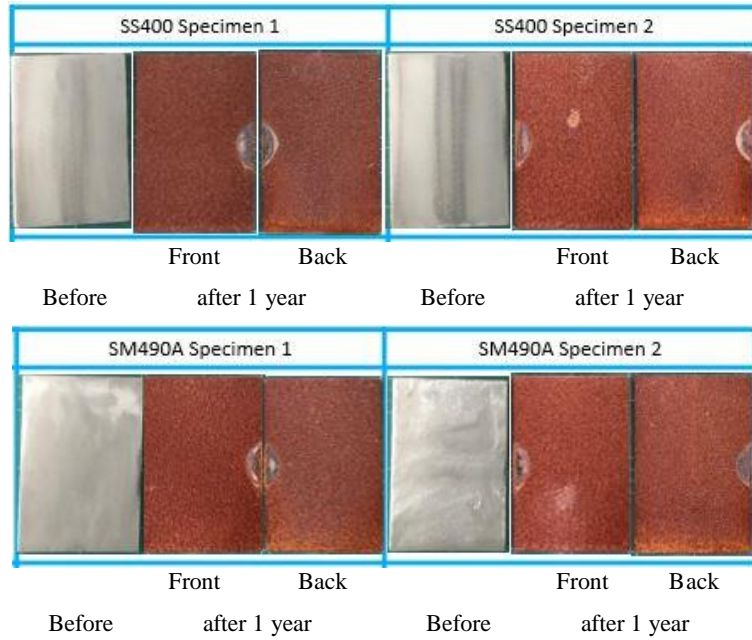 SS400 Specimen 1 SS400 Specimen 2
Front Back Front Back
Before after 1 year Before after 1 year
SM490A Specimen 1 SM490A Specimen 2
Front Back Front Back
Before after 1 year Before after 1 year